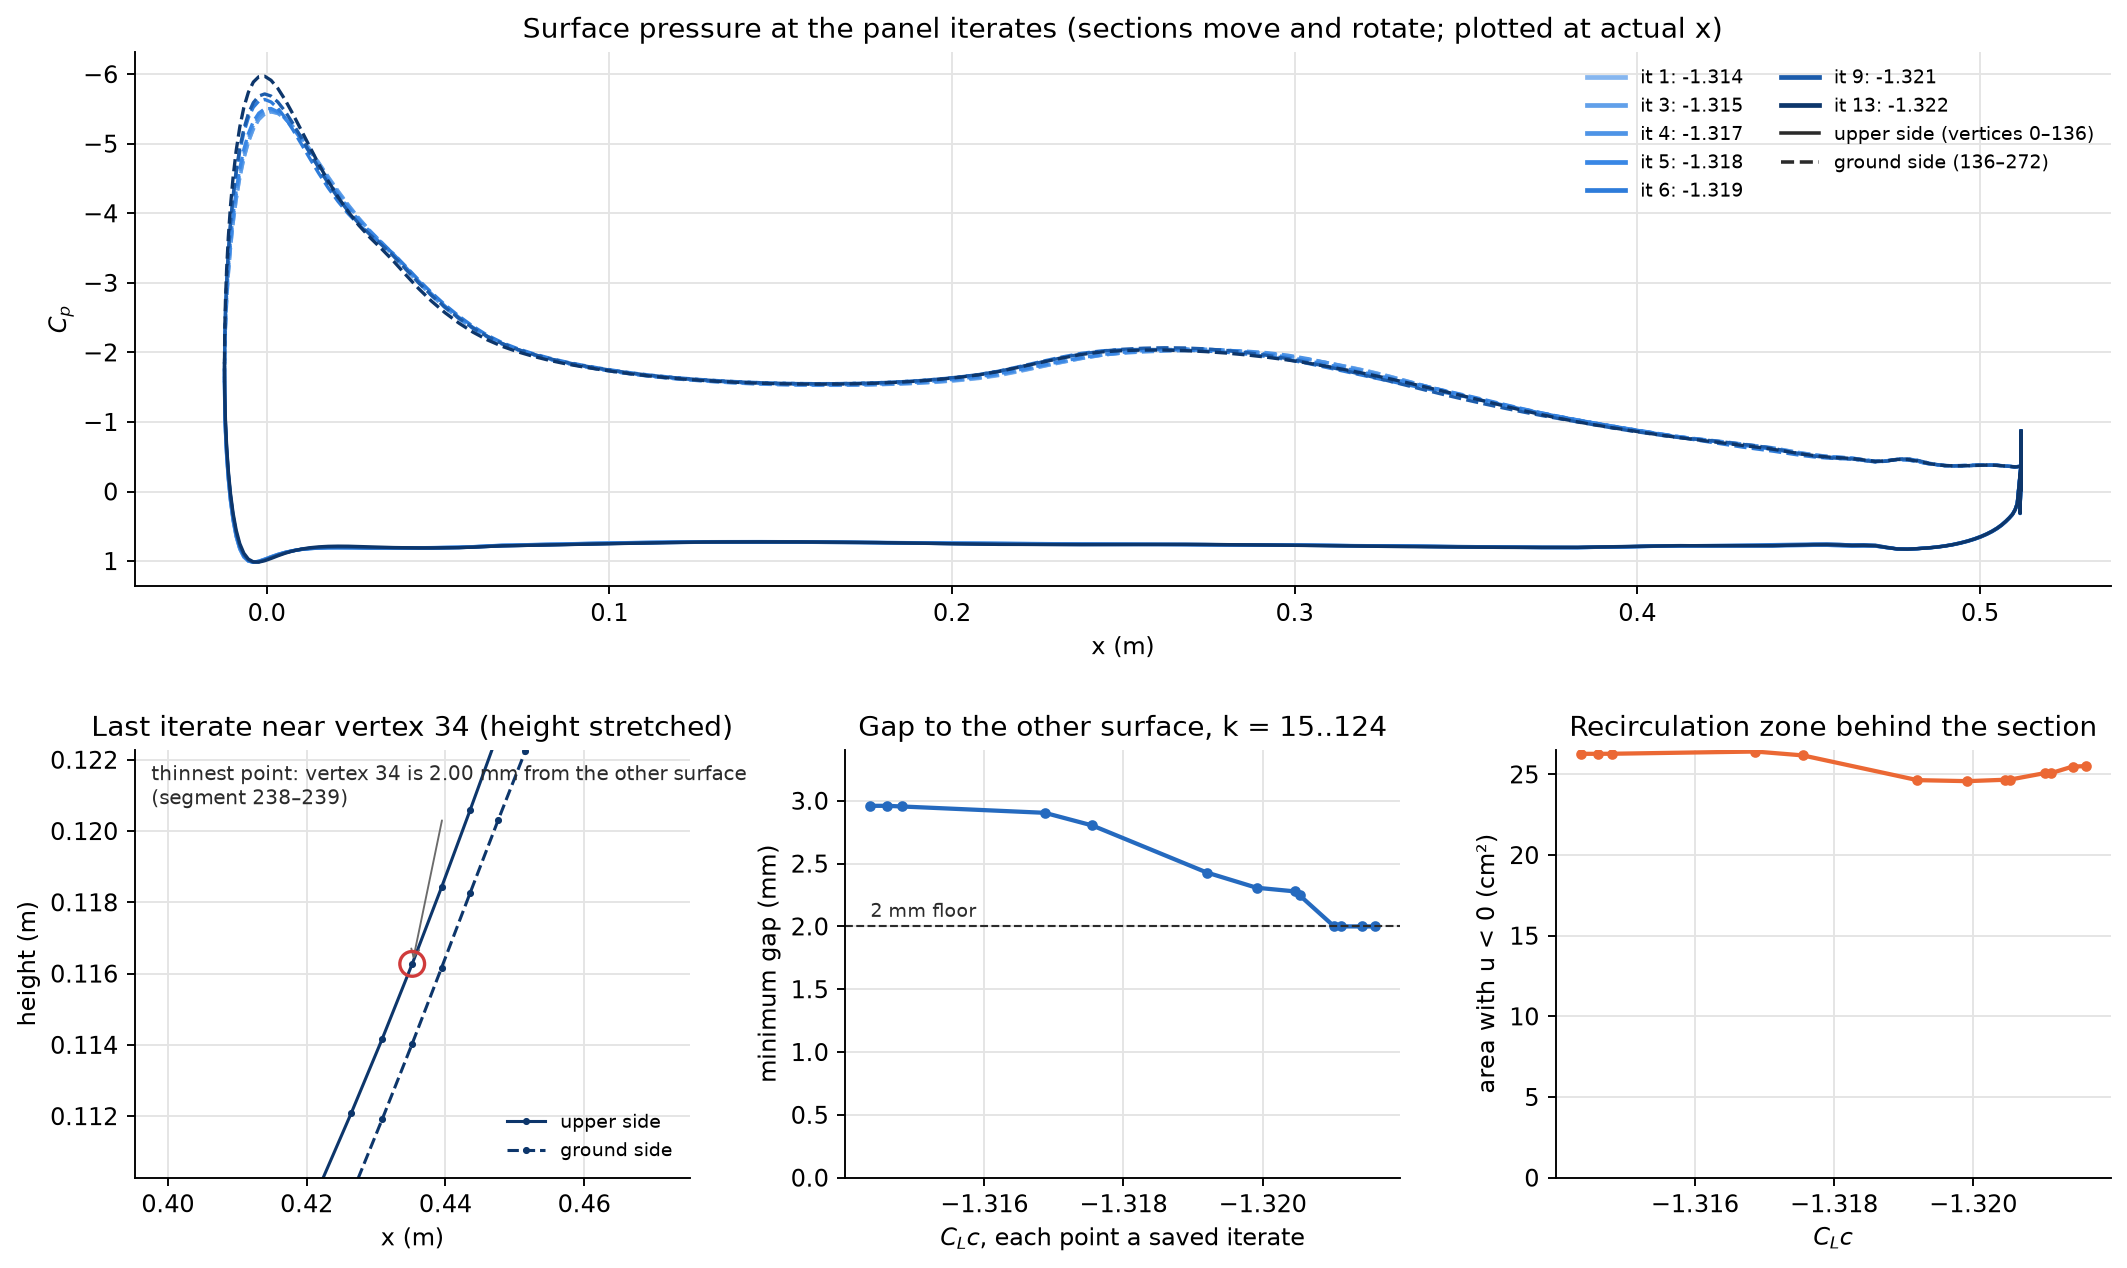 Surface pressure at the panel iterates (sections move and rotate; plotted at actual x)
−6
−5
−4
−3
−2
−1
0
1
Cp
0.0
0.1
0.2
0.3
0.4
0.5
x (m)
it 1: -1.314
it 3: -1.315
it 4: -1.317
it 5: -1.318
it 6: -1.319
it 9: -1.321
it 13: -1.322
upper side (vertices 0–136)
ground side (136–272)
Last iterate near vertex 34 (height stretched)
thinnest point: vertex 34 is 2.00 mm from the other surface
(segment 238–239)
0.122
0.120
0.118
0.116
0.114
0.112
height (m)
upper side
ground side
0.40
0.42
0.44
0.46
x (m)
Gap to the other surface, k = 15..124
3.0
2.5
2.0
1.5
1.0
0.5
0.0
minimum gap (mm)
2 mm floor
−1.316
−1.318
−1.320
CLc, each point a saved iterate
Recirculation zone behind the section
25
20
15
10
5
0
area with u < 0 (cm²)
−1.316
−1.318
−1.320
CLc